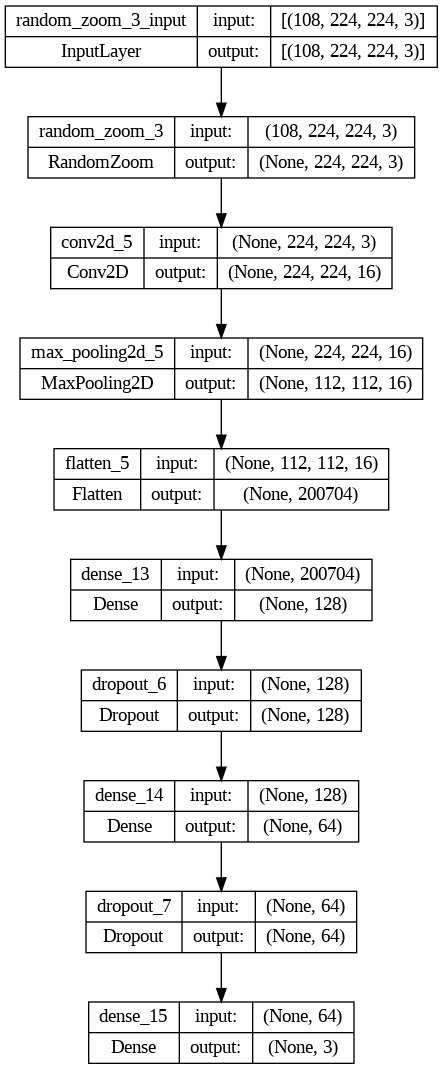 random_zoom_3_input input: [(108, 224, 224, 3)]
InputLayer output: [(108, 224, 224, 3)]
random_zoom_3 input: (108, 224, 224, 3)
RandomZoom output: (None, 224, 224, 3)
conv2d_5 input: (None, 224, 224, 3)
Conv2D output: (None, 224, 224, 16)
max_pooling2d_5 input: (None, 224, 224, 16)
MaxPooling2D output: (None, 112, 112, 16)
flatten_5 input: (None, 112, 112, 16)
Flatten output: (None, 200704)
dense_13 input: (None, 200704)
Dense output: (None, 128)
dropout_6 input: (None, 128)
Dropout output: (None, 128)
dense_14 input: (None, 128)
Dense output: (None, 64)
dropout_7 input: (None, 64)
Dropout output: (None, 64)
dense_15 input: (None, 64)
Dense output: (None, 3)